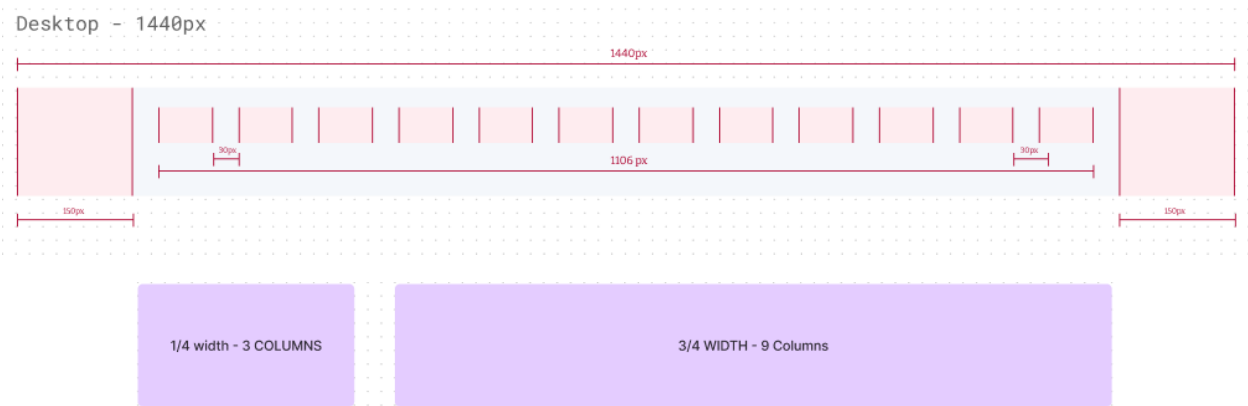 Desktop - 1440px
1440px
30px
30px
1106 px
150px
150px
1/4 width - 3 COLUMNS
3/4 WIDTH - 9 Columns